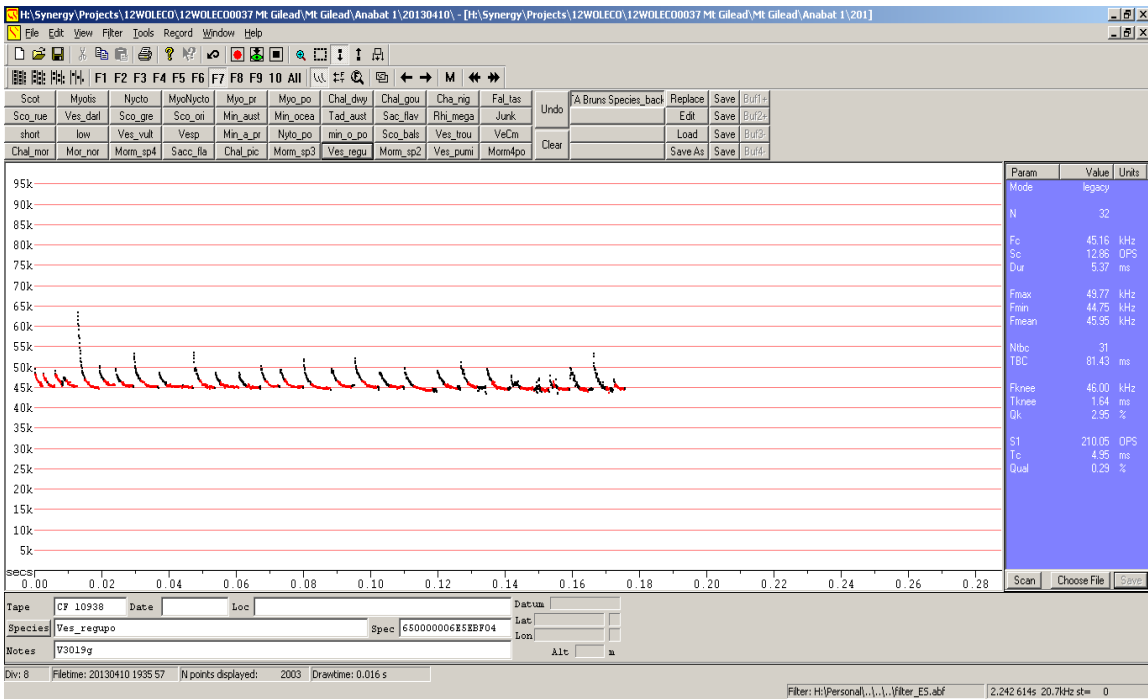 H:\Synergy\Projects\12WOLECO\12WOLECO0037 Mt Gilead\Mt Gilead\Anabat 1\20130410\ - [H:\Synergy\Projects\12WOLECO\12WOLECO0037 Mt Gilead\Mt Gilead\Anabat 1\201]
File Edit View Filter Tools Record Window Help
F1 F2 F3 F4 F5 F6 F7 F8 F9 10 All M
Scot Myotis Nycto MyoNycto Myo_pr Myo_po Chal_dwy Chal_gou Cha_nig Fal_tas Undo TA Bruns Species_back Replace Save Buf1+
Sco_rue Ves_darl Sco_gre Sco_ori Min_aust Min_ocea Tad_aust Sac_flav Rhi_mega Junk Edit Save Buf2+
short low Ves_vult Vesp Min_a_pr Nyto_po min_o_po Sco_bals Ves_trou VeCm Clear Load Save Buf3-
Chal_mor Mor_nor Morm_sp4 Sacc_fla Chal_pic Morm_sp3 Ves_regu Morm_sp2 Ves_pumi Morm4po Save As Save Buf4-
95k
90k
85k
80k
75k
70k
65k
60k
55k
50k
45k
40k
35k
30k
25k
20k
15k
10k
5k
secs
0.00 0.02 0.04 0.06 0.08 0.10 0.12 0.14 0.16 0.18 0.20 0.22 0.24 0.26 0.28
Param Value Units
Mode legacy
N 32
Fc 45.16 kHz
Sc 12.86 OPS
Dur 5.37 ms
Fmax 49.77 kHz
Fmin 44.75 kHz
Fmean 45.95 kHz
Ntbc 31
TBC 81.43 ms
Fknee 46.00 kHz
Tknee 1.64 ms
Qk 2.95 %
S1 210.05 OPS
Tc 4.95 ms
Qual 0.29 %
Scan Choose File Save
Tape CF 10938 Date Loc Datum
Species Ves_regupo Spec 650000006E5EBF04 Lat
Lon
Notes V3019g Alt m
Div: 8 Filetime: 20130410 1935 57 N points displayed: 2003 Drawtime: 0.016 s
Filter: H:\Personal\..\..\..\filter_ES.abf 2.242 614s 20.7kHz st= 0